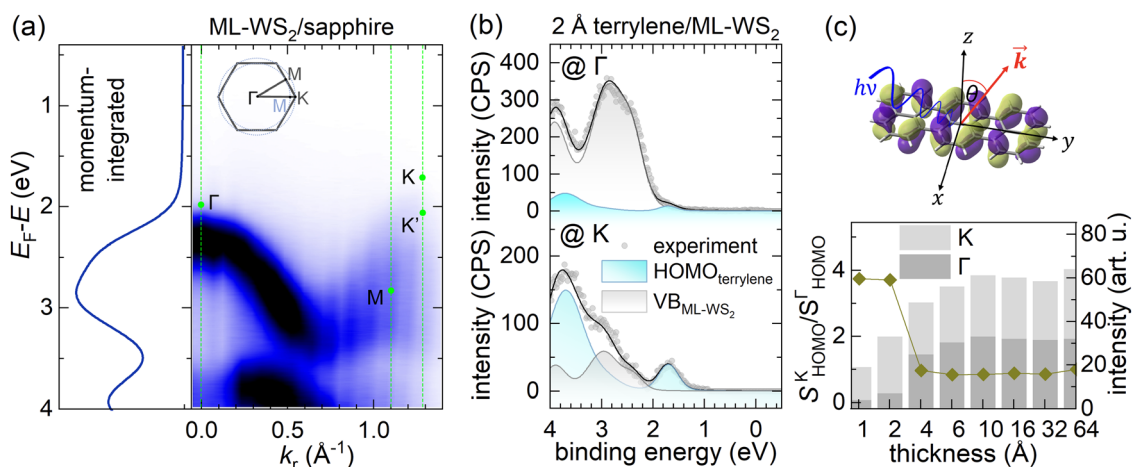 (a)
ML-WS2/sapphire
momentum-
integrated
1
2
3
4
EF-E (eV)
Γ
M
K
M
Γ
K
K'
M
0.0
0.5
1.0
kr (Å-1)
(b)
2 Å terrylene/ML-WS2
@ Γ
400
300
200
100
0
intensity (CPS)
@ K
experiment
HOMOterrylene
VBML-WS2
200
100
0
intensity (CPS)
4
3
2
1
0
binding energy (eV)
(c)
z
k
hν
θ
y
x
K
Γ
4
2
0
SKHOMO/SΓHOMO
80
60
40
20
0
intensity (art. u.)
1 2 4 6 10 16 32 64
thickness (Å)